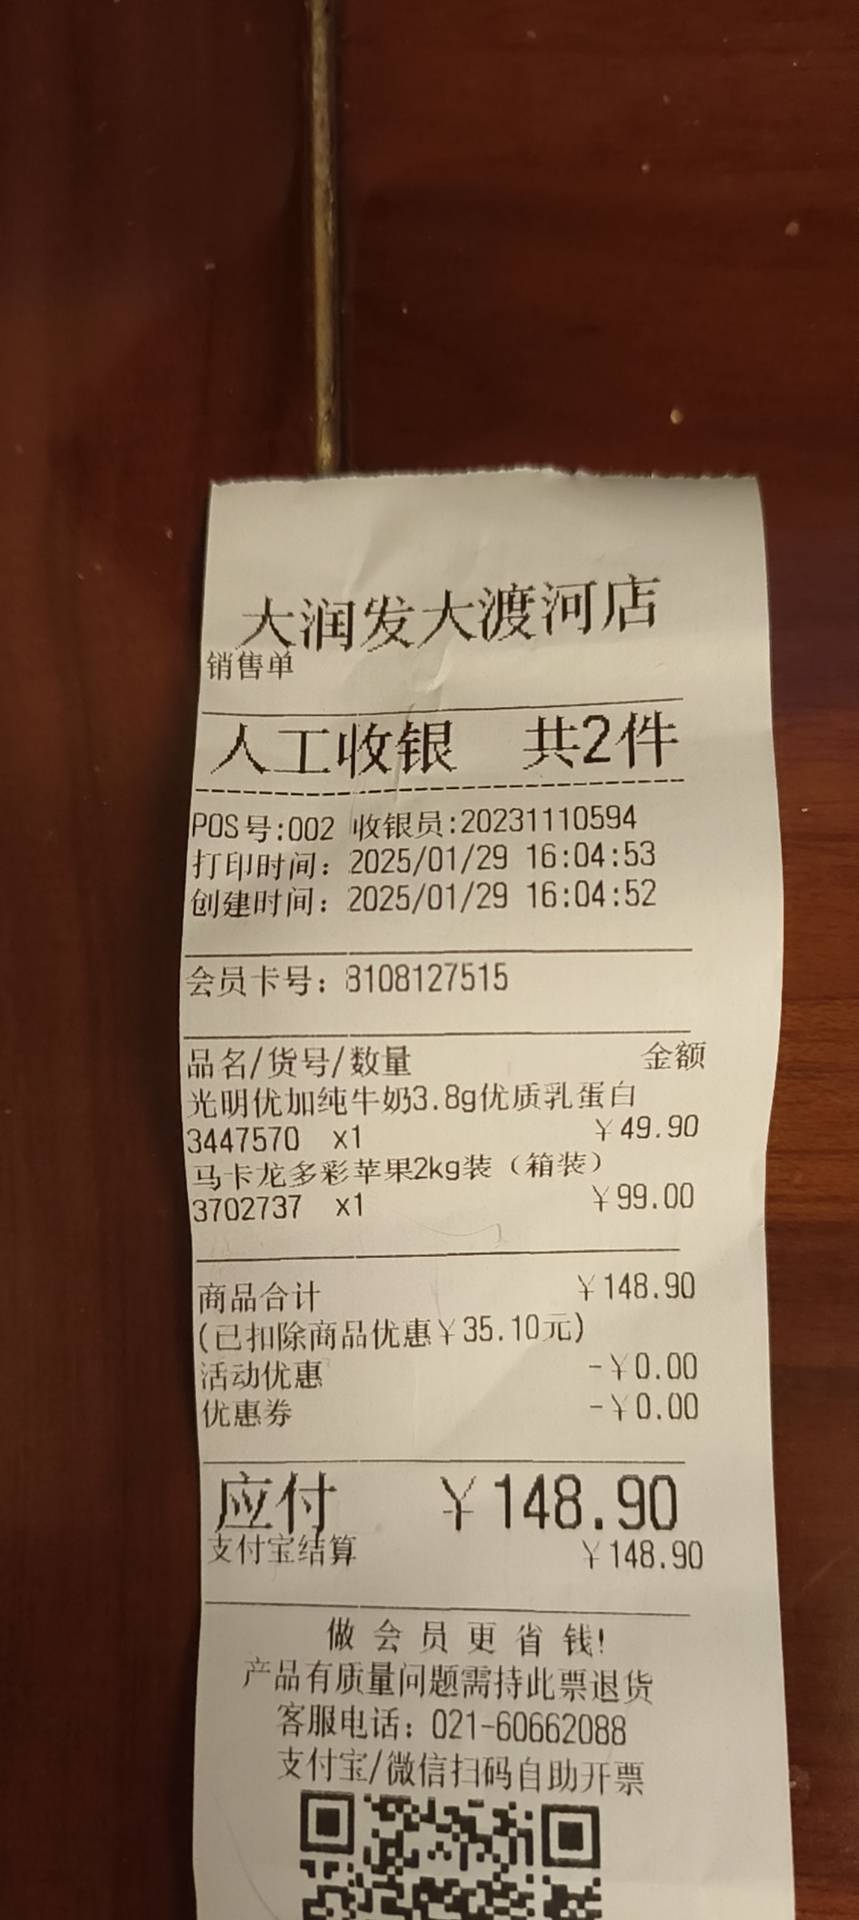 大润发大渡河店
销售单
人工收银 共2件
POS号:002 收银员:20231110594
打印时间: 2025/01/29 16:04:53
创建时间: 2025/01/29 16:04:52
会员卡号: 8108127515
品名/货号/数量 金额
光明优加纯牛奶3.8g优质乳蛋白
3447570 x1 ¥49.90
马卡龙多彩苹果2kg装（箱装）
3702737 x1 ¥99.00
商品合计 ¥148.90
(已扣除商品优惠¥35.10元)
活动优惠 -¥0.00
优惠券 -¥0.00
应付 ¥148.90
支付宝结算 ¥148.90
做会员更省钱!
产品有质量问题需持此票退货
客服电话: 021-60662088
支付宝/微信扫码自助开票